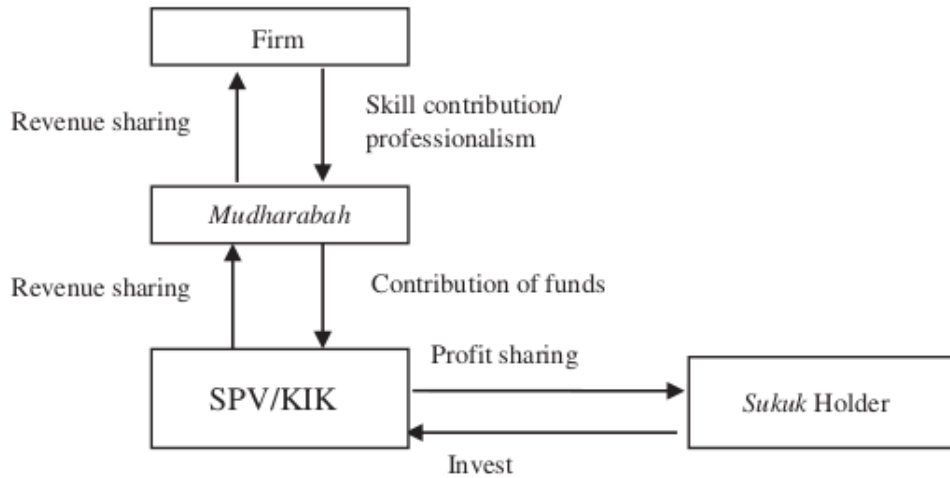 Firm
Revenue sharing
Skill contribution/
professionalism
Mudharabah
Revenue sharing
Contribution of funds
SPV/KIK
Profit sharing
Sukuk Holder
Invest